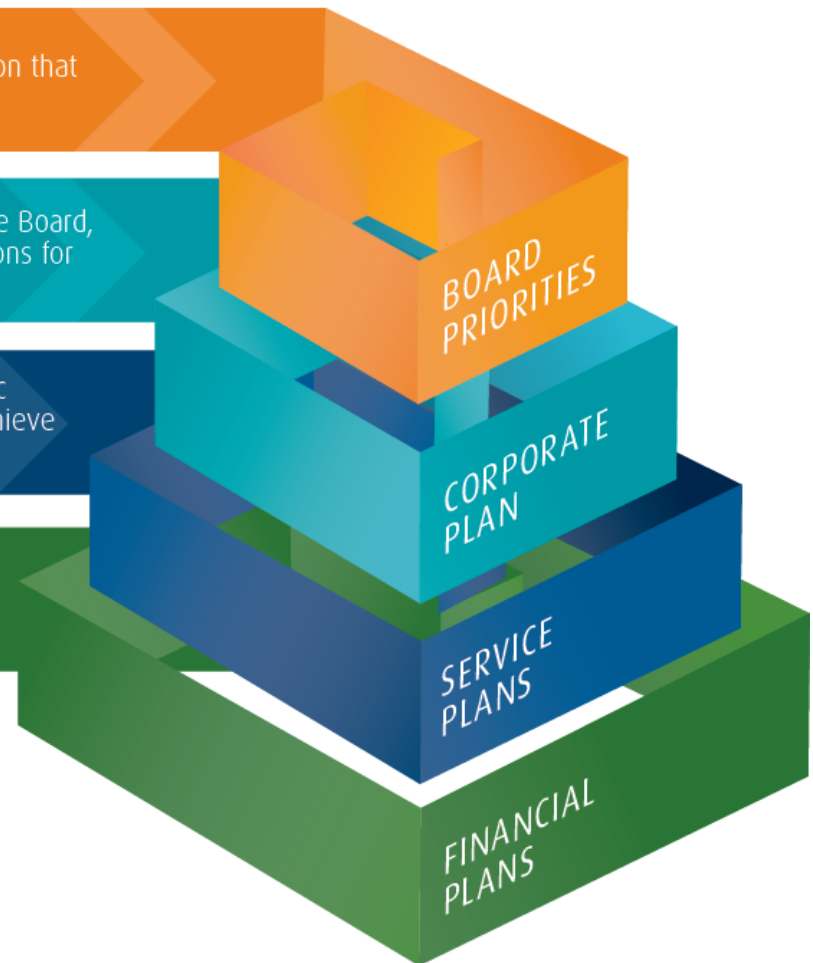 on that
e Board,
ons for
c
hieve
BOARD
PRIORITIES
CORPORATE
PLAN
SERVICE
PLANS
FINANCIAL
PLANS